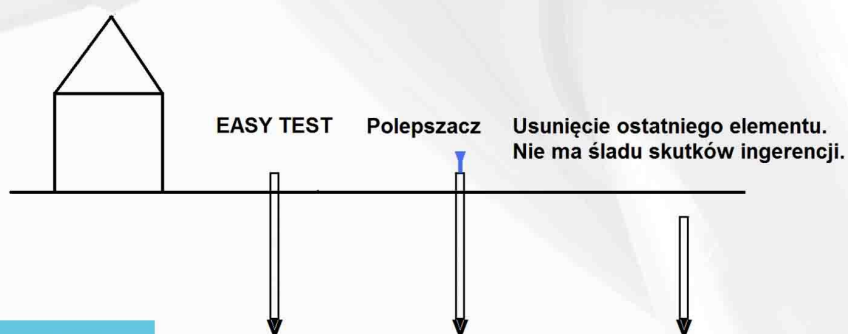 EASY TEST
Polepszacz
Usunięcie ostatniego elementu.
Nie ma śladu skutków ingerencji.